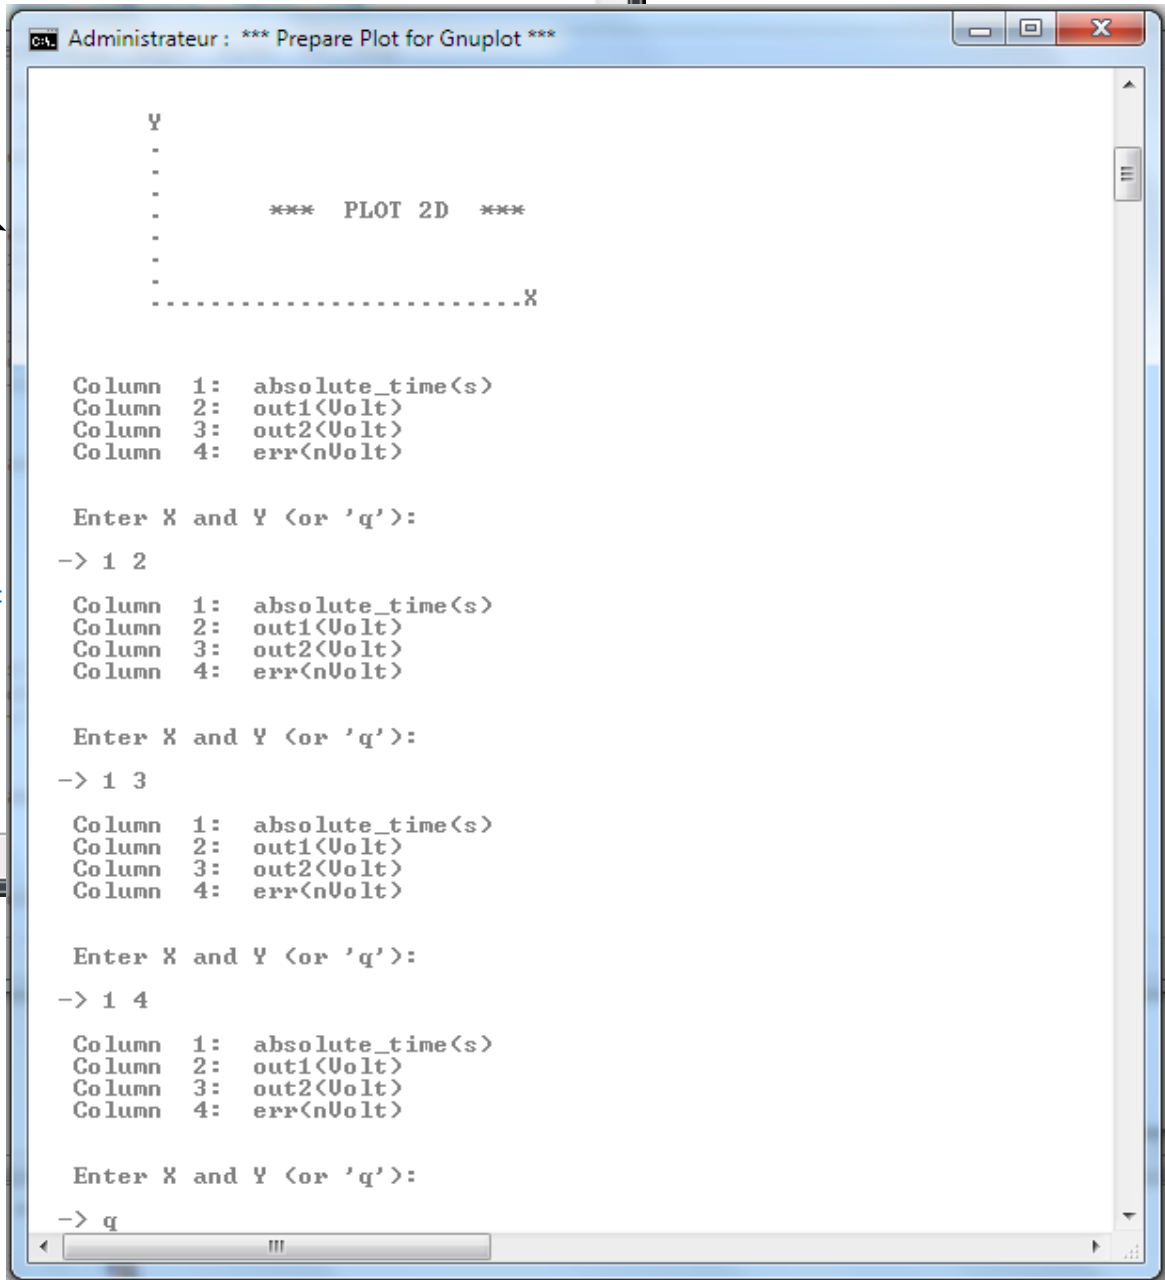 Administrateur : *** Prepare Plot for Gnuplot ***
Y
*** PLOT 2D ***
.........................X
Column 1: absolute_time(s)
Column 2: out1(Volt)
Column 3: out2(Volt)
Column 4: err(nVolt)
Enter X and Y (or 'q'):
-> 1 2
Column 1: absolute_time(s)
Column 2: out1(Volt)
Column 3: out2(Volt)
Column 4: err(nVolt)
Enter X and Y (or 'q'):
-> 1 3
Column 1: absolute_time(s)
Column 2: out1(Volt)
Column 3: out2(Volt)
Column 4: err(nVolt)
Enter X and Y (or 'q'):
-> 1 4
Column 1: absolute_time(s)
Column 2: out1(Volt)
Column 3: out2(Volt)
Column 4: err(nVolt)
Enter X and Y (or 'q'):
-> q